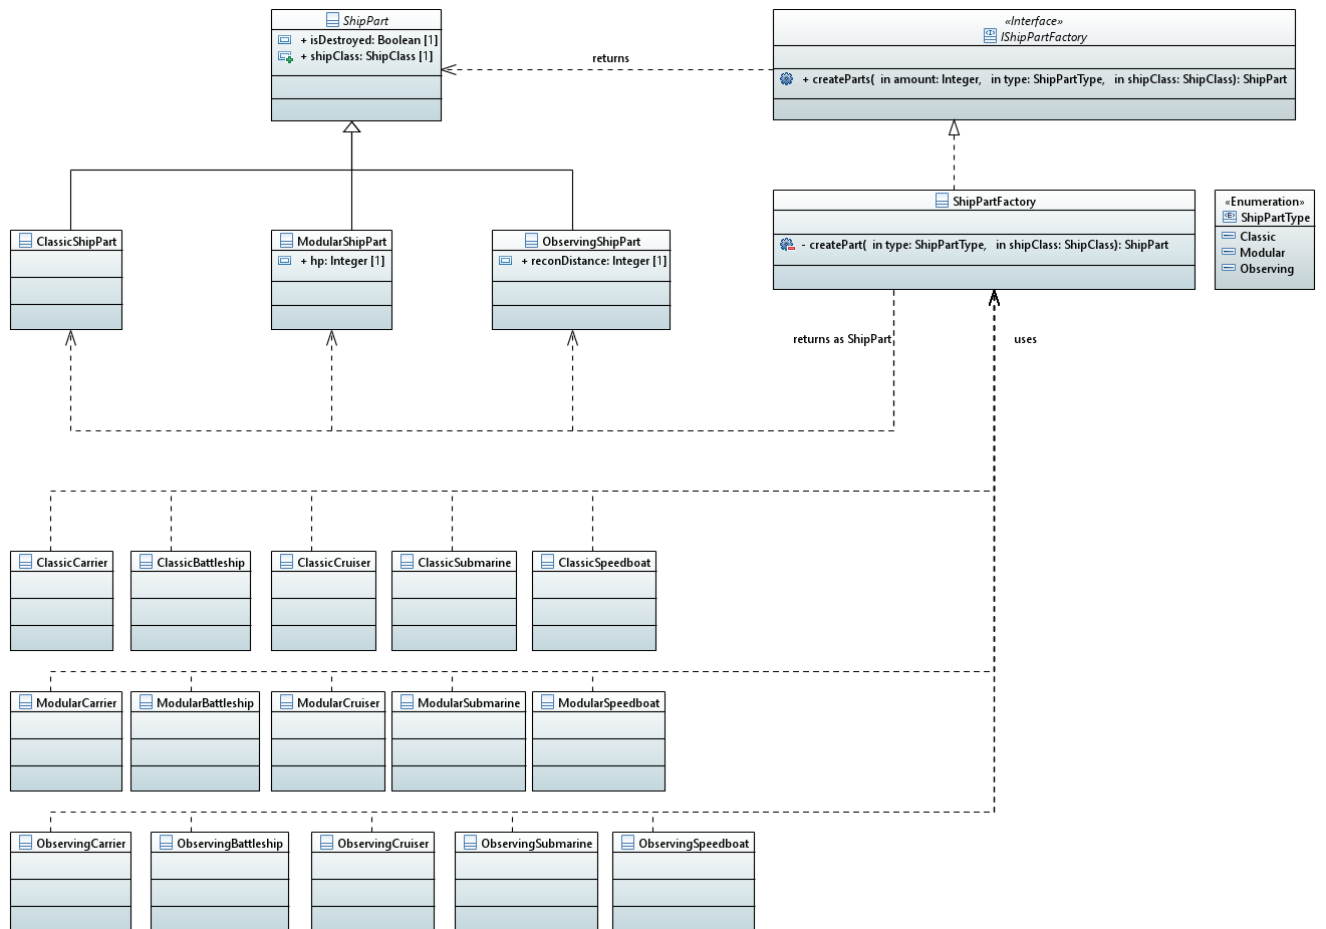 ShipPart
+ isDestroyed: Boolean [1]
+ shipClass: ShipClass [1]
returns
«Interface»
IShipPartFactory
+ createParts( in amount: Integer, in type: ShipPartType, in shipClass: ShipClass): ShipPart
ShipPartFactory
- createPart( in type: ShipPartType, in shipClass: ShipClass): ShipPart
«Enumeration»
ShipPartType
Classic
Modular
Observing
ClassicShipPart
ModularShipPart
+ hp: Integer [1]
ObservingShipPart
+ reconDistance: Integer [1]
returns as ShipPart
uses
ClassicCarrier
ClassicBattleship
ClassicCruiser
ClassicSubmarine
ClassicSpeedboat
ModularCarrier
ModularBattleship
ModularCruiser
ModularSubmarine
ModularSpeedboat
ObservingCarrier
ObservingBattleship
ObservingCruiser
ObservingSubmarine
ObservingSpeedboat